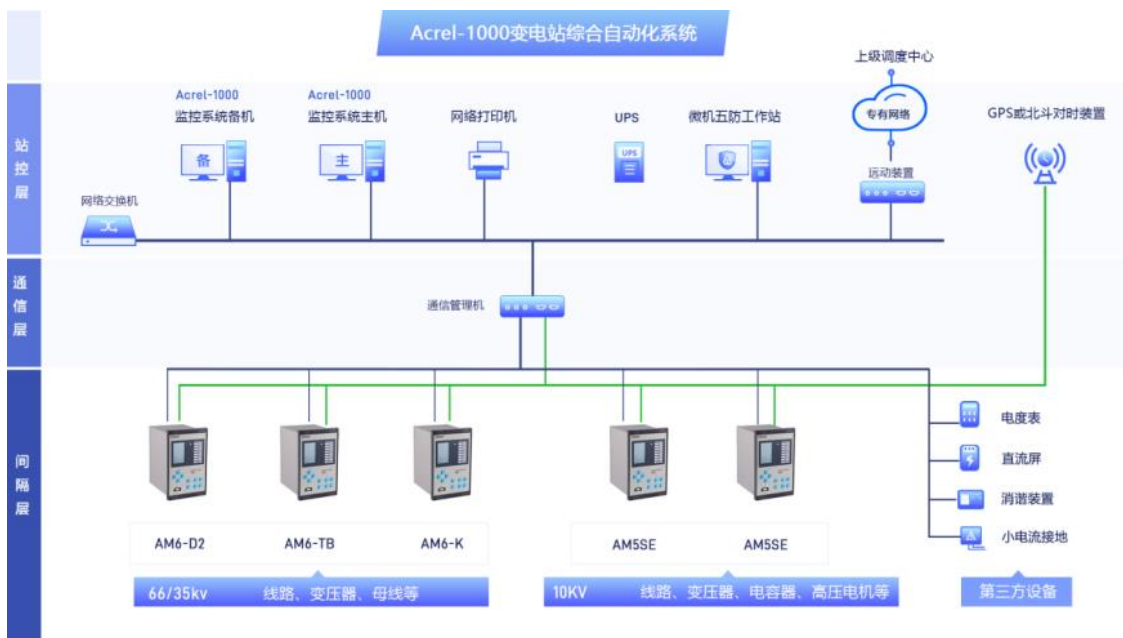 Acrel-1000变电站综合自动化系统
上级调度中心
站控层
Acrel-1000
监控系统备机
Acrel-1000
监控系统主机
网络打印机
UPS
微机五防工作站
专有网络
GPS或北斗对时装置
备
主
UPS
远动装置
网络交换机
通信层
通信管理机
间隔层
电度表
直流屏
消谐装置
小电流接地
AM6-D2
AM6-TB
AM6-K
AM5SE
AM5SE
66/35kv 线路、变压器、母线等
10KV 线路、变压器、电容器、高压电机等
第三方设备